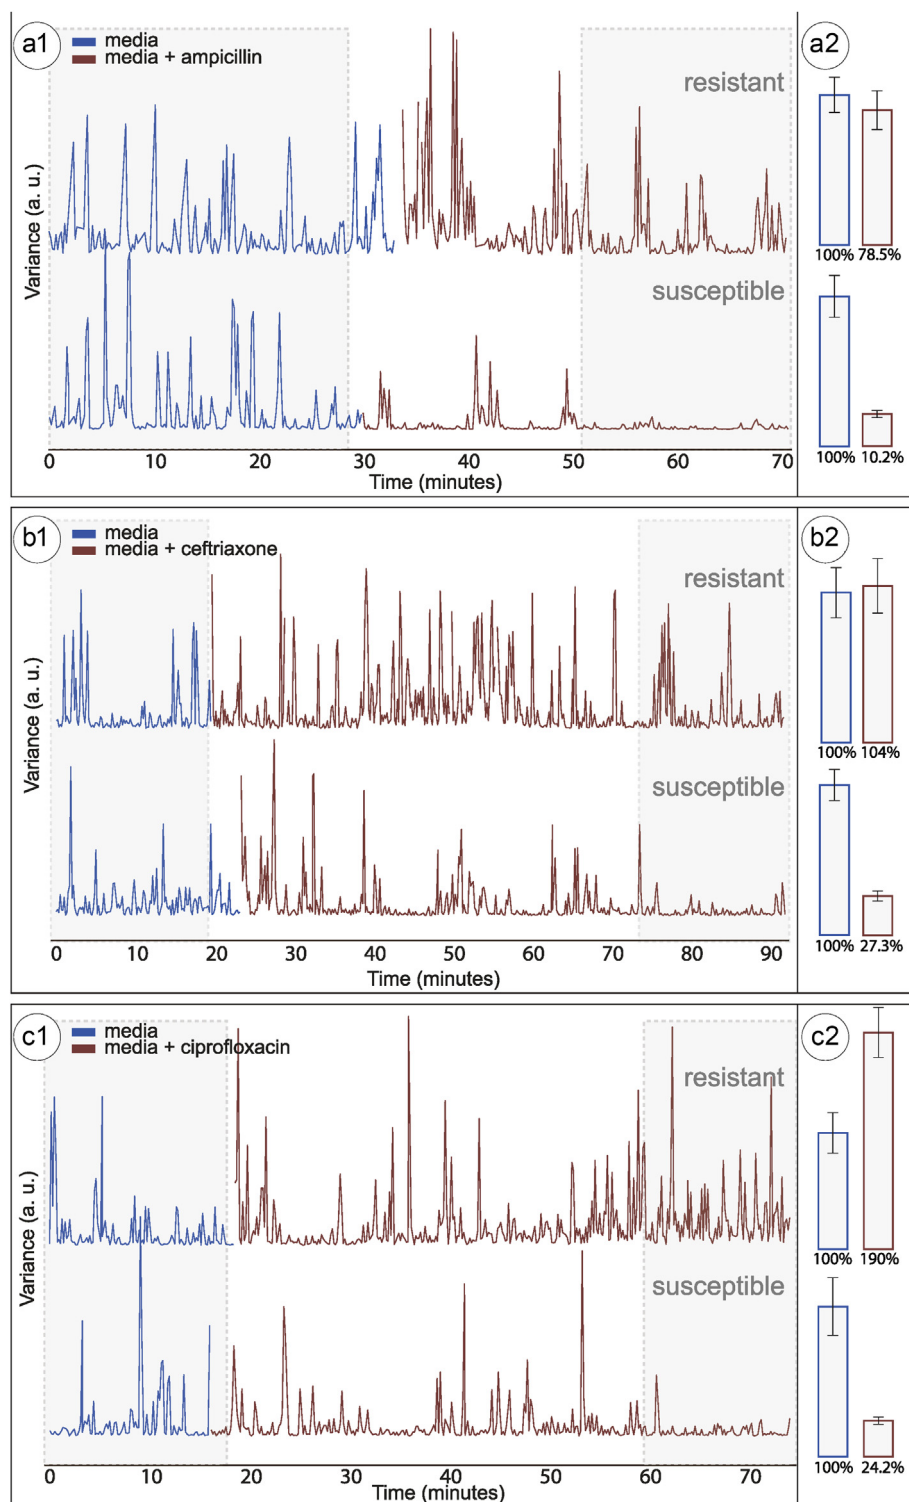 a1
media
media + ampicillin
resistant
susceptible
Variance (a. u.)
0 10 20 30 40 50 60 70
Time (minutes)
a2
100% 78.5%
100% 10.2%
b1
media
media + ceftriaxone
resistant
susceptible
Variance (a. u.)
0 10 20 30 40 50 60 70 80 90
Time (minutes)
b2
100% 104%
100% 27.3%
c1
media
media + ciprofloxacin
resistant
susceptible
Variance (a. u.)
0 10 20 30 40 50 60 70
Time (minutes)
c2
100% 190%
100% 24.2%